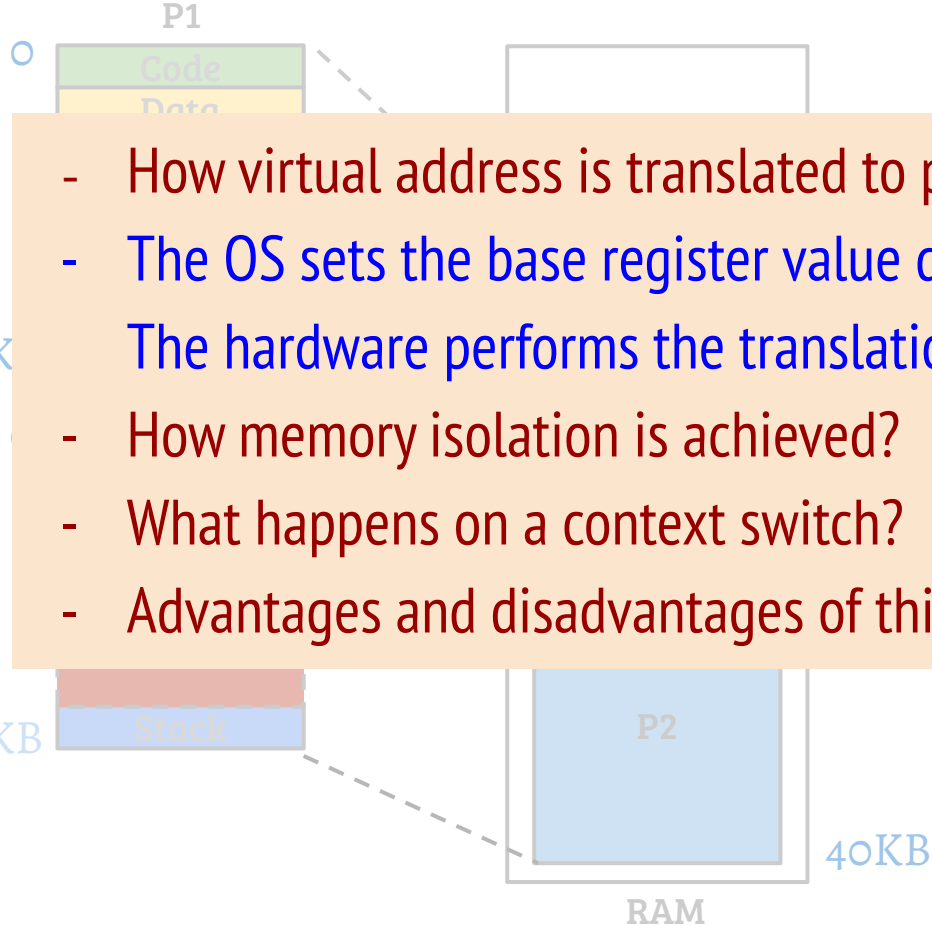 P1
0
Code
Data
- How virtual address is translated to
- The OS sets the base register value
The hardware performs the
- How memory isolation is achieved?
- What happens on a context switch?
- Advantages and disadvantages of
Stack
KB
P2
40KB
RAM